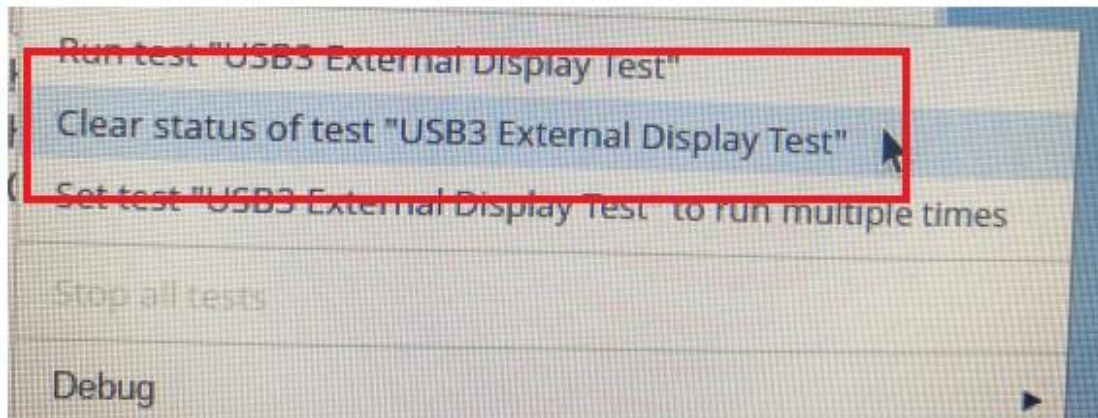 Run test "USB3 External Display Test"
Clear status of test "USB3 External Display Test"
Set test "USB3 External Display Test" to run multiple times
Stop all tests
Debug